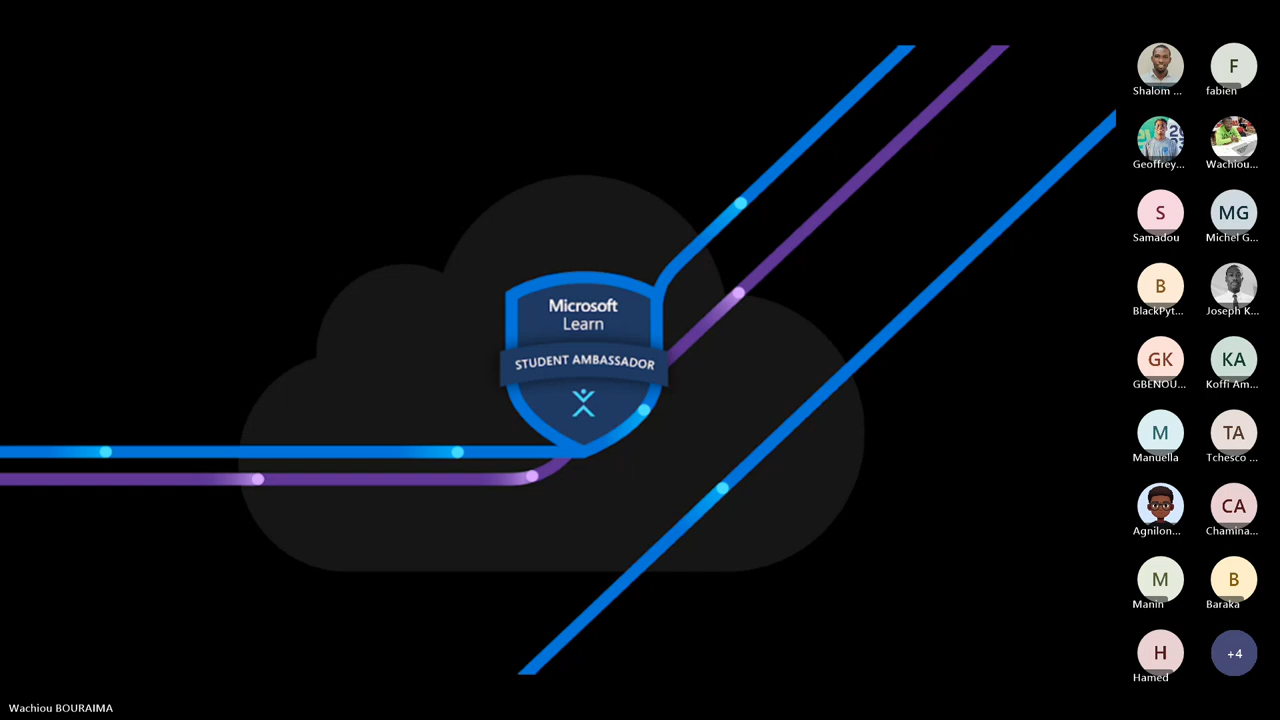 Microsoft
Learn
STUDENT AMBASSADOR
Shalom ...
F
fabien
Geoffrey...
Wachiou...
S
Samadou
MG
Michel G...
B
BlackPyt...
Joseph K...
GK
GBENOU...
KA
Koffi Am...
M
Manuella
TA
Tchesco ...
Agnilon...
CA
Chamina...
M
Manin
B
Baraka
H
Hamed
+4
Wachiou BOURAIMA